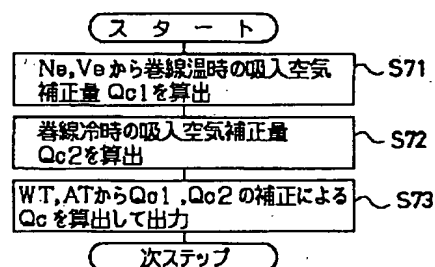 スタート
Ne,Veから巻線温時の吸入空気
補正量 Qc1を算出
S71
巻線冷時の吸入空気補正量
Qc2を算出
S72
WT,ATからQc1,Qc2の補正による
Qcを算出して出力
S73
次ステップ